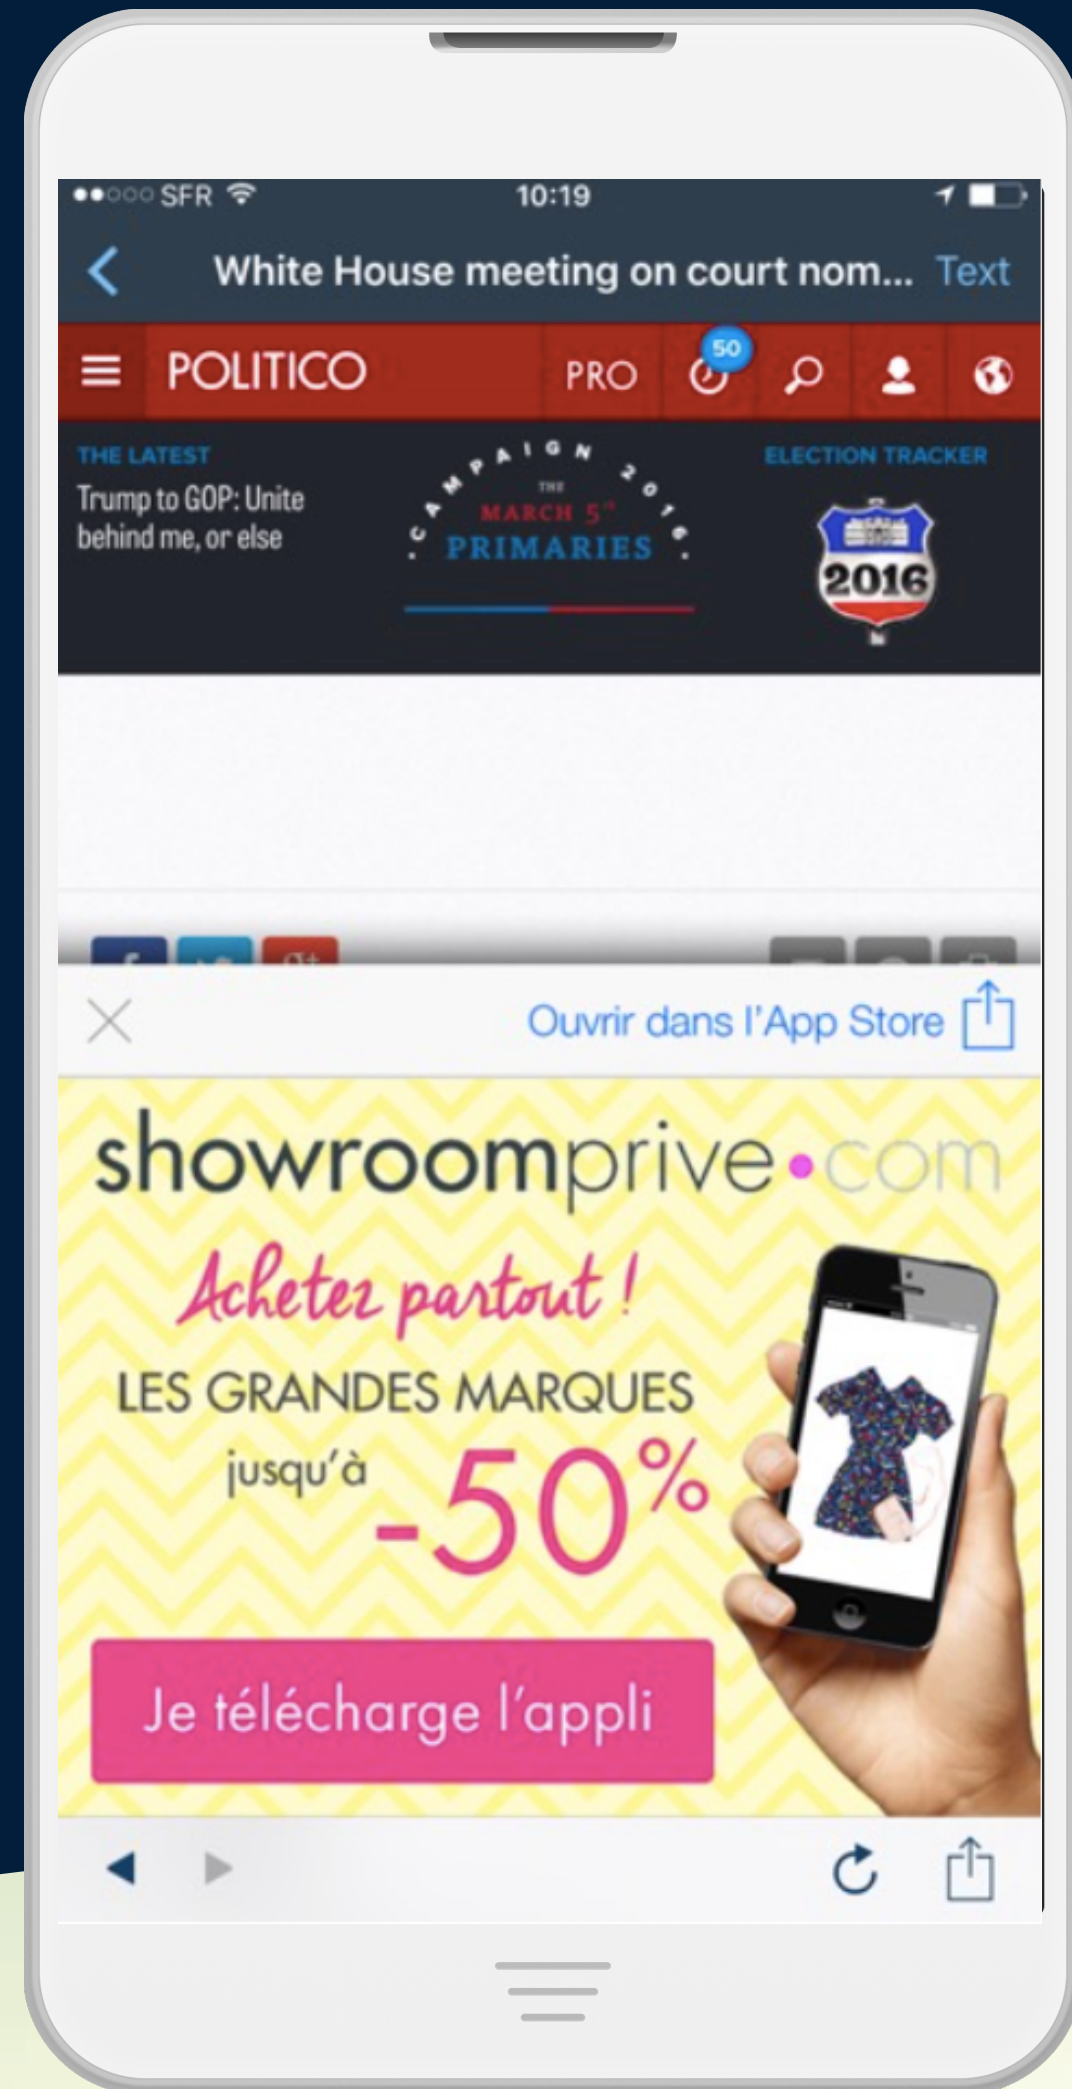 SFR 10:19
White House meeting on court nom... Text
POLITICO PRO 50
THE LATEST
Trump to GOP: Unite
behind me, or else
CAMPAIGN 2016
THE
MARCH 5TH
PRIMARIES
ELECTION TRACKER
2016
Ouvrir dans l'App Store
showroomprive.com
Achetez partout !
LES GRANDES MARQUES
jusqu'à
-50%
Je télécharge l'appli